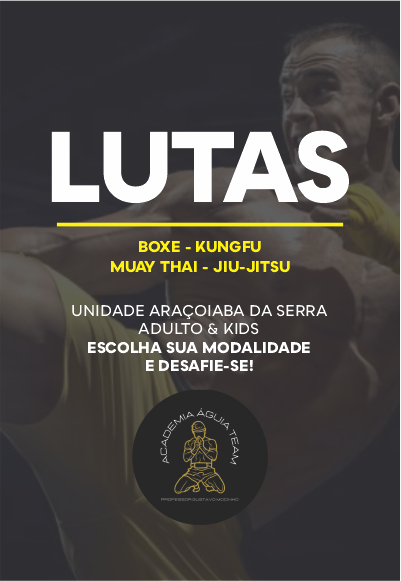 LUTAS
BOXE - KUNGFU
MUAY THAI - JIU-JITSU
UNIDADE ARAÇOIABA DA SERRA
ADULTO & KIDS
ESCOLHA SUA MODALIDADE
E DESAFIE-SE!
ACADEMIA ÁGUIA TEAM